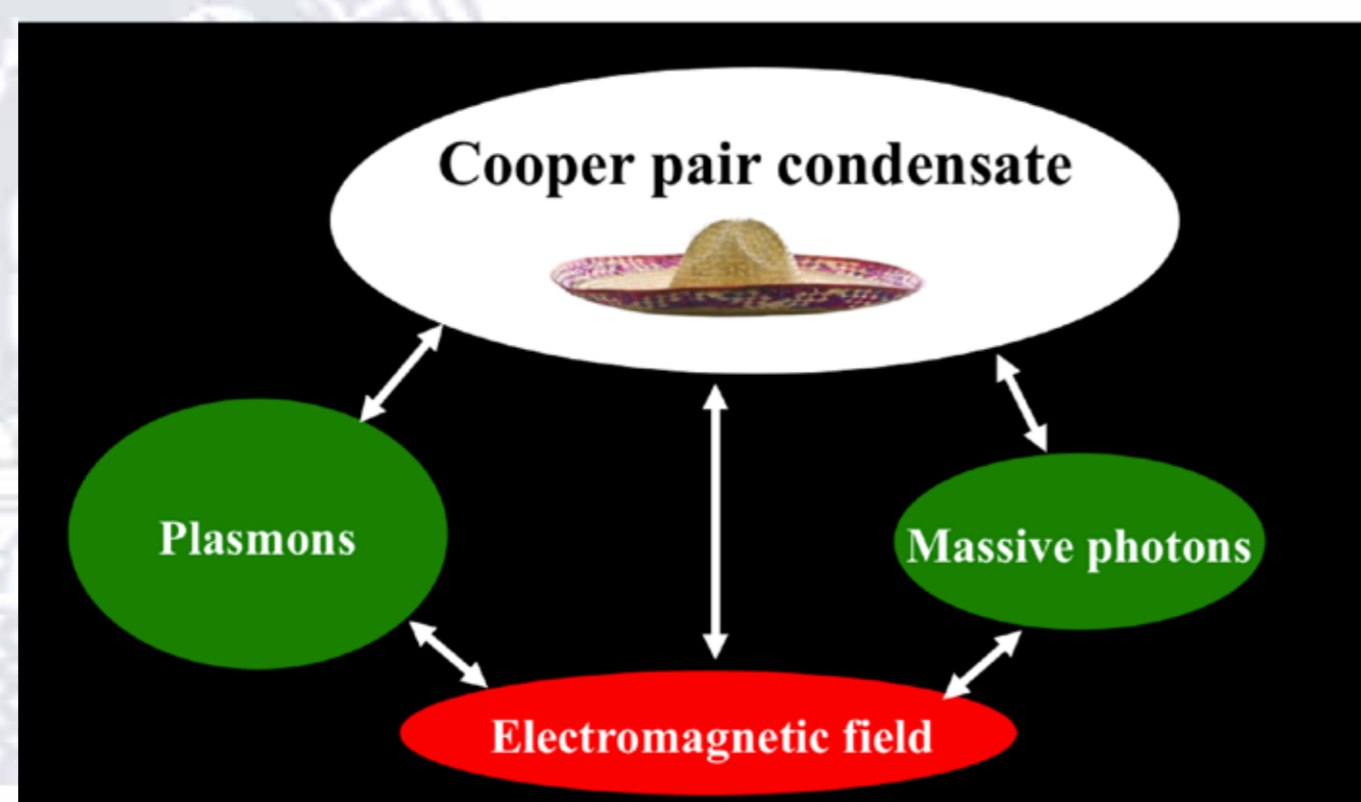 Cooper pair condensate
Plasmons
Massive photons
Electromagnetic field